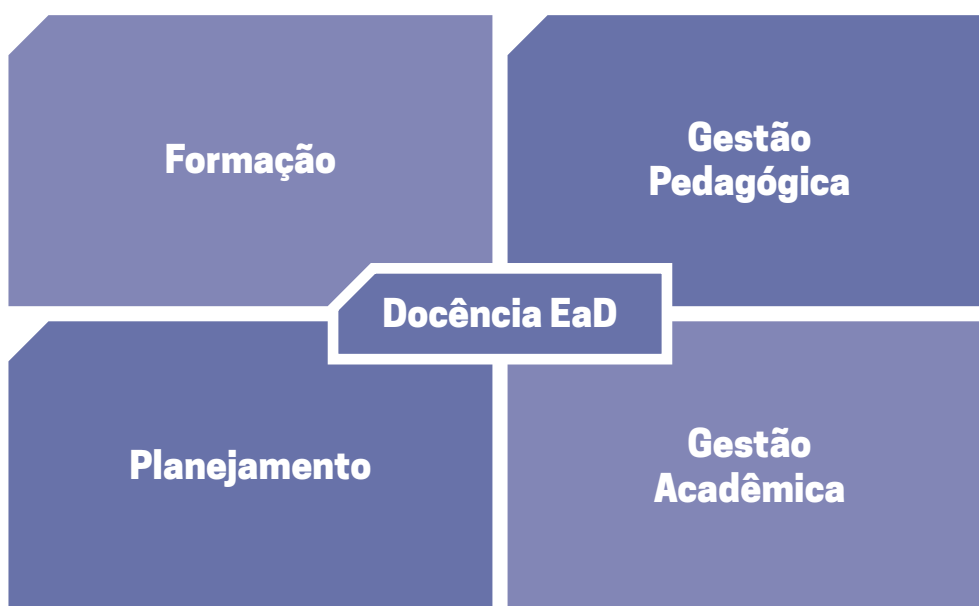 Formação
Gestão
Pedagógica
Docência EaD
Planejamento
Gestão
Acadêmica